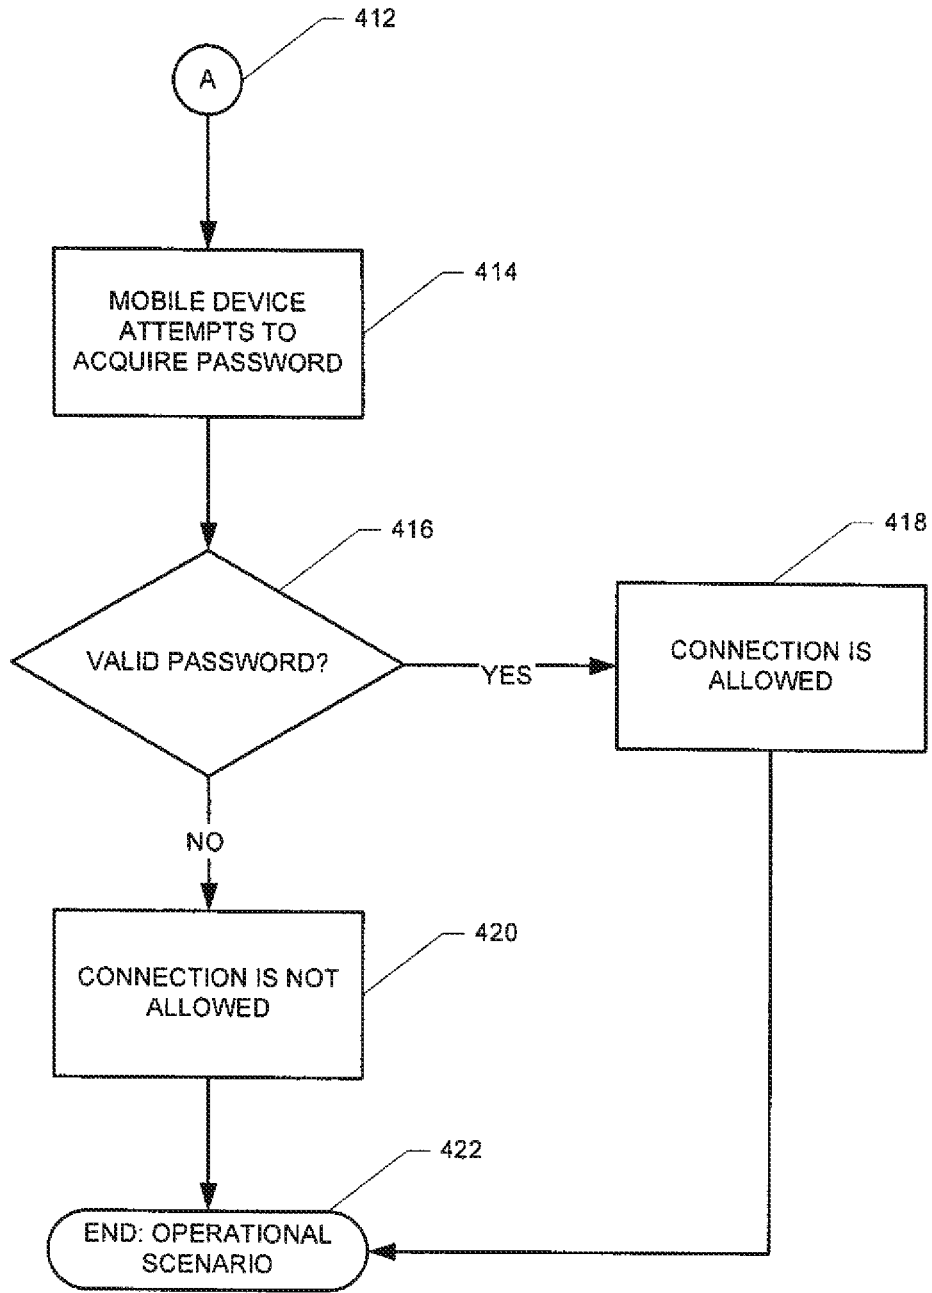 412
A
414
MOBILE DEVICE
ATTEMPTS TO
ACQUIRE PASSWORD
416
418
VALID PASSWORD?
YES
CONNECTION IS
ALLOWED
NO
420
CONNECTION IS NOT
ALLOWED
422
END: OPERATIONAL
SCENARIO